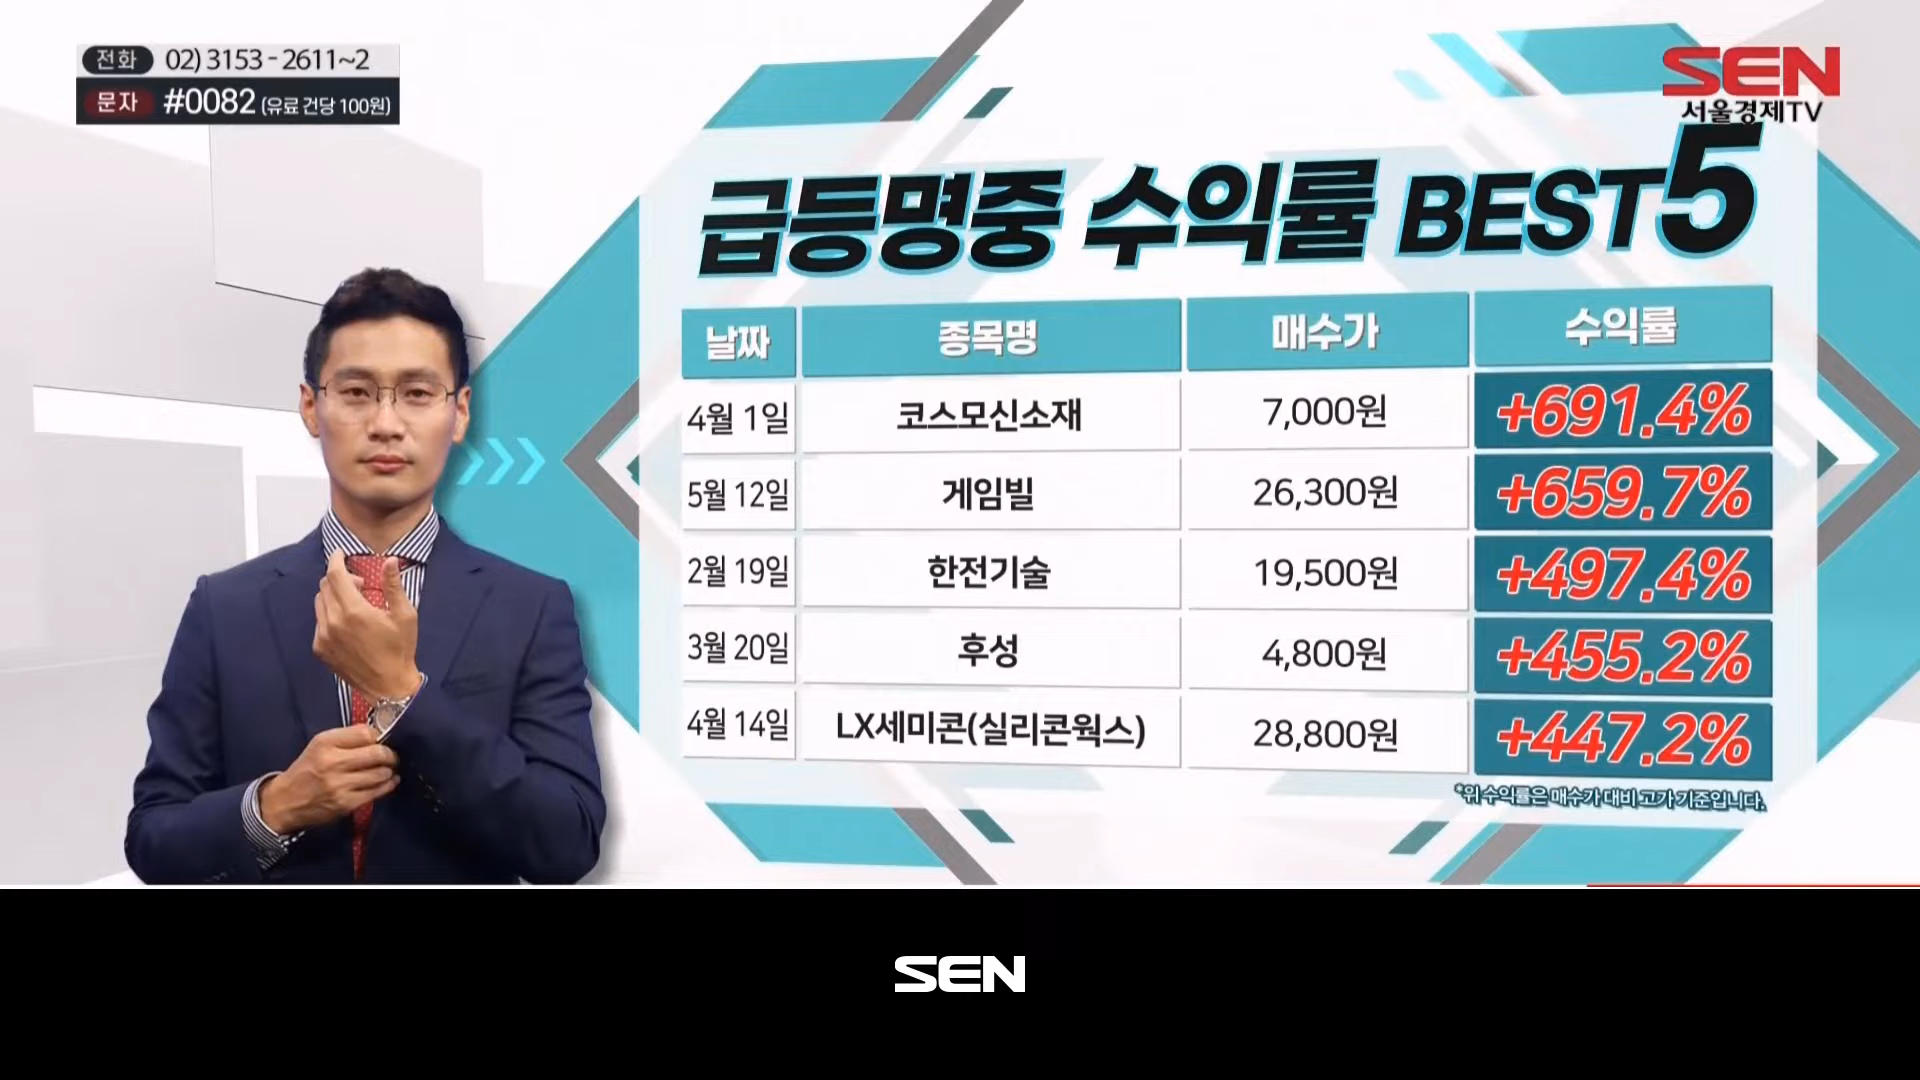 전화 02) 3153-2611~2
문자 #0082 (유료 건당 100원)
SEN
서울경제TV
급등명중 수익률 BEST5
날짜 종목명 매수가 수익률
4월 1일 코스모신소재 7,000원 +691.4%
5월 12일 게임빌 26,300원 +659.7%
2월 19일 한전기술 19,500원 +497.4%
3월 20일 후성 4,800원 +455.2%
4월 14일 LX세미콘(실리콘웍스) 28,800원 +447.2%
*위 수익률은 매수가 대비 고가 기준입니다.
SEN